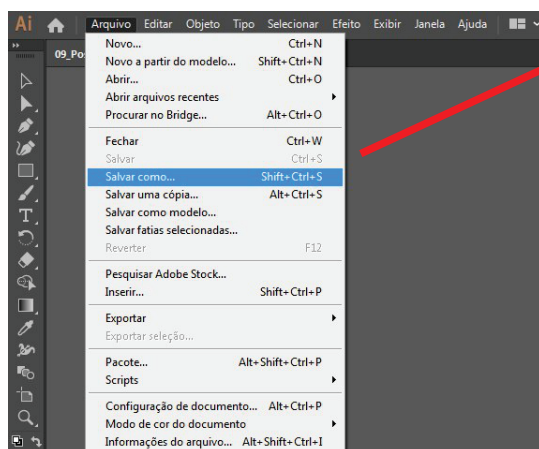 Ai Arquivo Editar Objeto Tipo Selecionar Efeito Exibir Janela Ajuda
09_Po
Novo... Ctrl+N
Novo a partir do modelo... Shift+Ctrl+N
Abrir... Ctrl+O
Abrir arquivos recentes
Procurar no Bridge... Alt+Ctrl+O
Fechar Ctrl+W
Salvar Ctrl+S
Salvar como... Shift+Ctrl+S
Salvar uma cópia... Alt+Ctrl+S
Salvar como modelo...
Salvar fatias selecionadas...
Reverter F12
Pesquisar Adobe Stock...
Inserir... Shift+Ctrl+P
Exportar
Exportar seleção...
Pacote... Alt+Shift+Ctrl+P
Scripts
Configuração de documento... Alt+Ctrl+P
Modo de cor do documento
Informações do arquivo... Alt+Shift+Ctrl+I